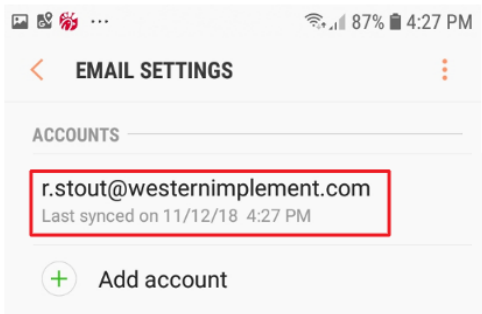 87% 4:27 PM
EMAIL SETTINGS
ACCOUNTS
r.stout@westernimplement.com
Last synced on 11/12/18 4:27 PM
Add account